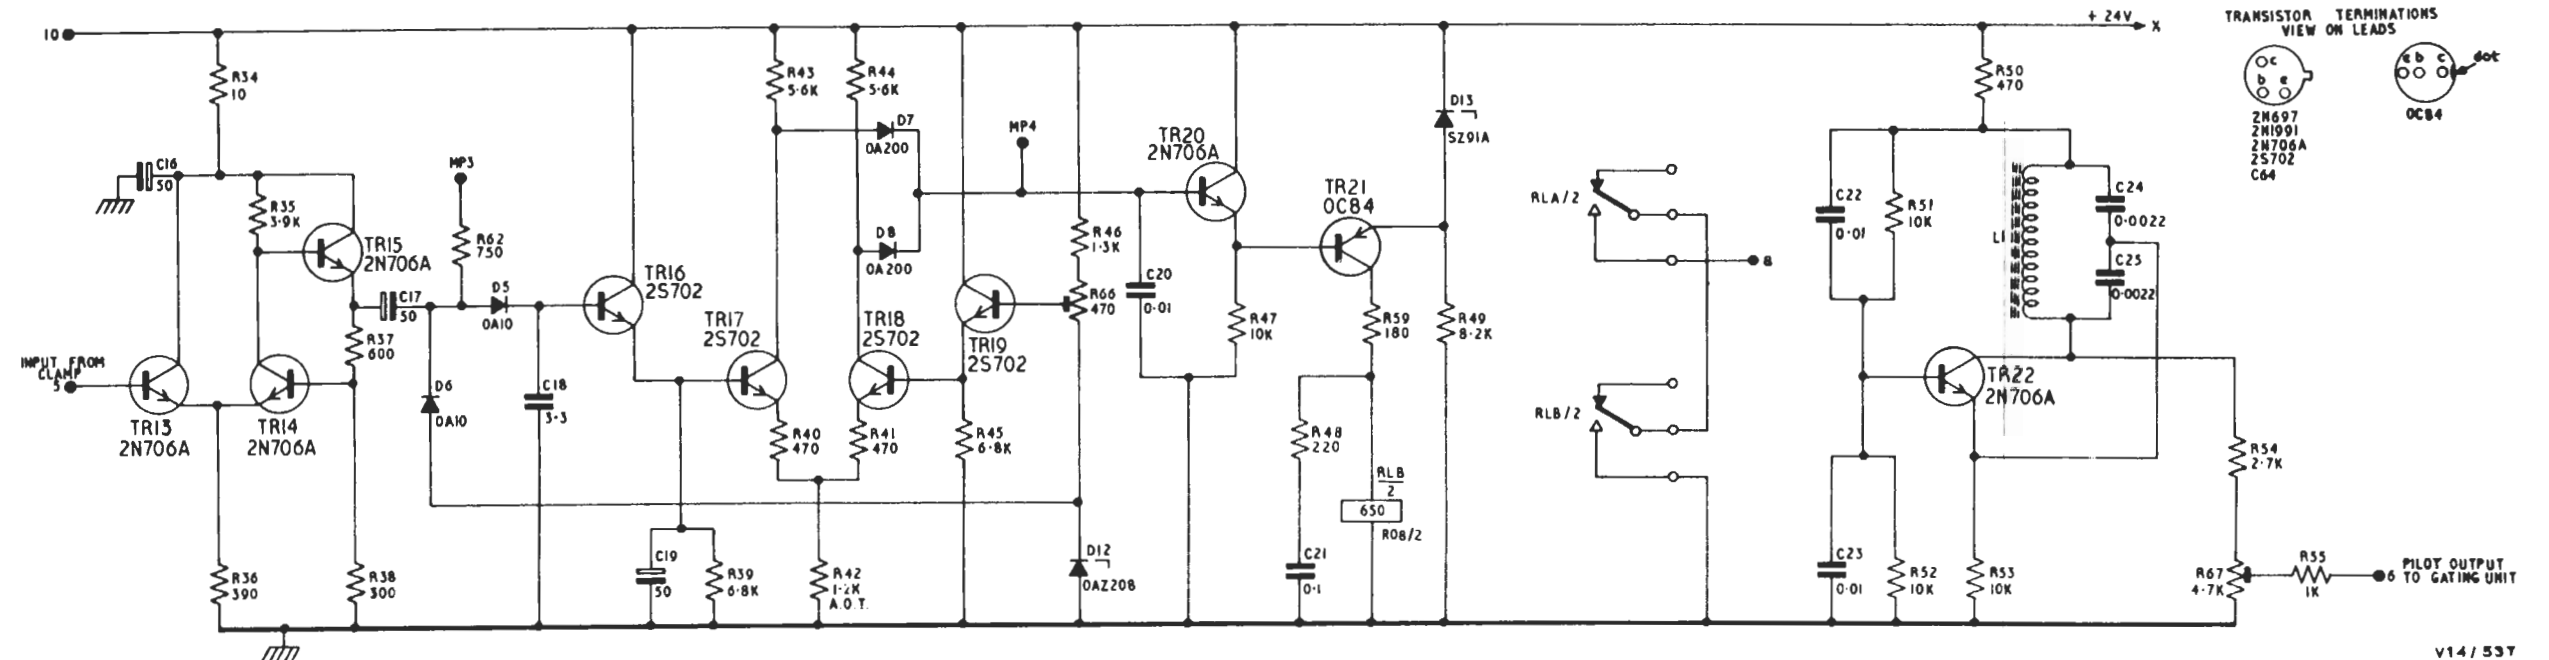 10
+ 24V
X
TRANSISTOR TERMINATIONS
VIEW ON LEADS
c
b e
2N697
2N1991
2N706A
2S702
C64
e b c
dot
OC84
R34
10
C16
50
R35
3·9K
TR15
2N706A
MP3
R62
750
C17
50
D5
OA10
R37
600
INPUT FROM
CLAMP
5
TR13
2N706A
TR14
2N706A
D6
OA10
C18
3·3
R36
390
R38
300
TR16
2S702
R43
5·6K
R44
5·6K
D7
OA200
D8
OA200
TR17
2S702
TR18
2S702
TR19
2S702
R40
470
R41
470
R45
6·8K
C19
50
R39
6·8K
R42
1·2K
A.O.T.
MP4
R46
1·3K
R66
470
C20
0·01
D12
OAZ208
TR20
2N706A
R47
10K
TR21
OC84
D13
SZ91A
R59
180
R49
8·2K
R48
220
RLB
2
650
RO8/2
C21
0·1
RLA/2
8
RLB/2
R50
470
C22
0·01
R51
10K
L1
C24
0·0022
C25
0·0022
TR22
2N706A
C23
0·01
R52
10K
R53
10K
R54
2·7K
R67
4·7K
R55
1K
6
PILOT OUTPUT
TO GATING UNIT
V14/537